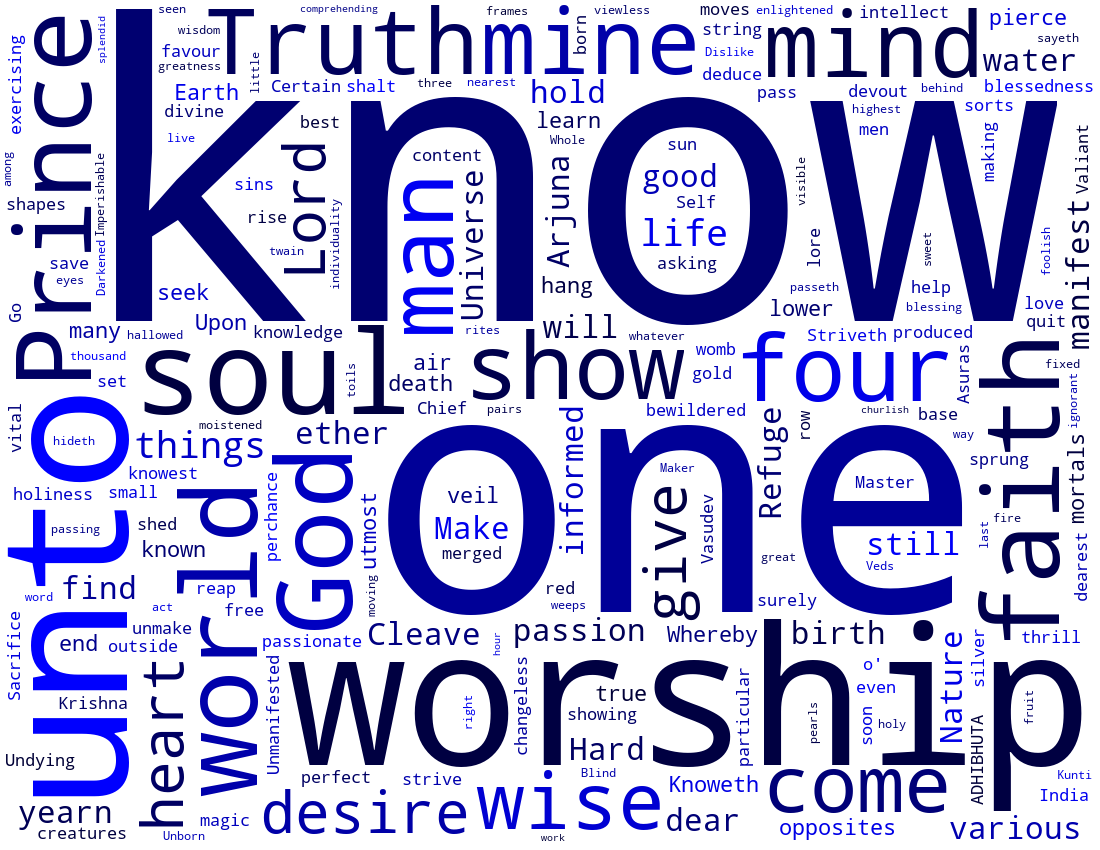 seen
comprehending
frames
viewless
moves
enlightened
intellect
pierce
splendid
wisdom
favour
greatness
little
Truth
mine
born
string
Dislike
deduce
mind
sayeth
water
exercising
Prince
Earth
divine
Certain
shalt
three
nearest
hold
pass
devout
behind
blessedness
sorts
live
best
learn
Whole
highest
men
making
Valiant
know
among
shapes
Darkened
Imperishable
sins
rise
Lord
individuality
content
man
Universe
Arjuna
good
sun
Self
life
asking
visible
lore
sweet
manifest
foolish
save
eyes
Go
seek
twain
hang
lower
passeth
help
blessing
love
quit
many
hallowed
Upon
knowledge
rites
will
whatever
Striveth
produced
thousand
set
soul
toils
air
death
show
womb
gold
four
Asuras
faith
fixed
ignorant
vital
unto
hideth
moistened
things
ether
Chief
pairs
bewildered
Refuge
row
churlish
base
way
knowest
holiness
small
God
perchance
utmost
one
veil
Make
merged
informed
Maker
give
Vasudev
Master
still
Veds
sprung
mortals
last
fire
dearest
passing
shed
known
world
find
word
reap
free
act
moving
red
weeps
great
surely
end
unmake
outside
passionate
Cleave
hour
passion
Whereby
birth
thrill
Sacrifice
Krishna
heart
Unmanifested
worship
changeless
right
true
showing
Hard
particular
o'
even
soon
holy
pearls
Nature
silver
fruit
ADHIBHUTA
Undying
perfect
strive
wise
Blind
Knoweth
come
Kunti
India
yearn
creatures
magic
Unborn
desire
work
dear
opposites
various